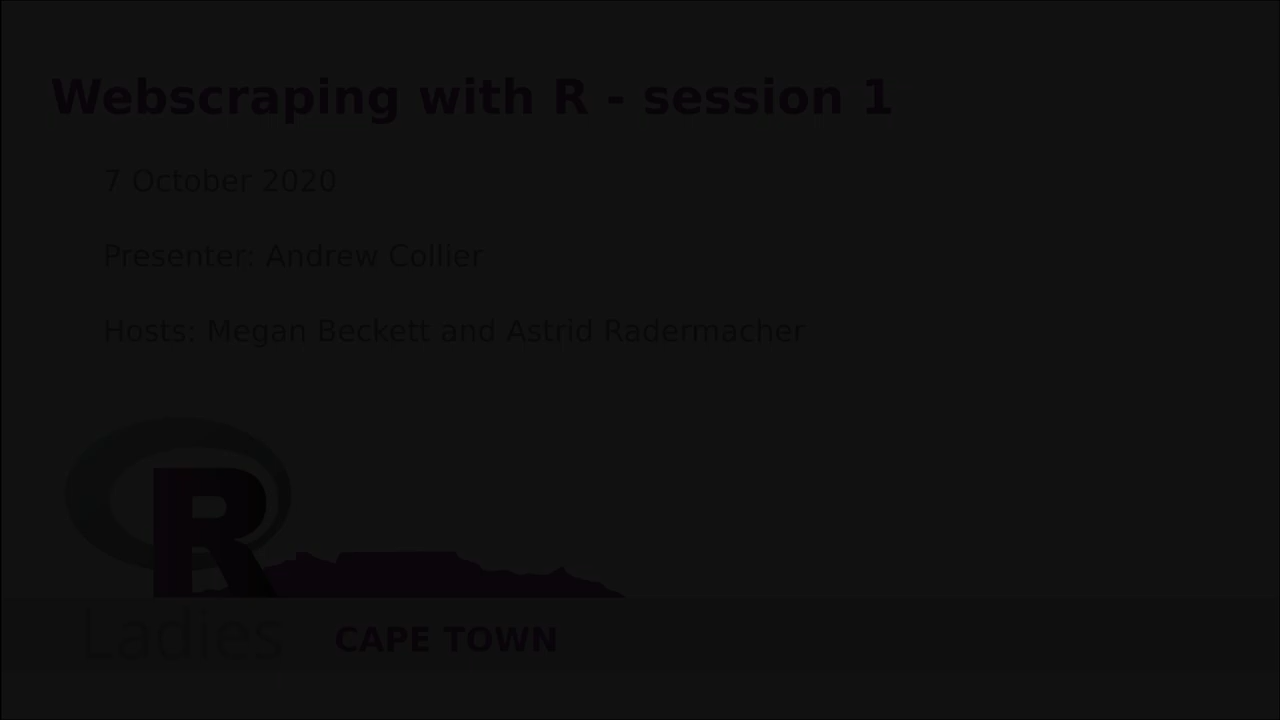 Webscraping with R - session 1
7 October 2020
Presenter: Andrew Collier
Hosts: Megan Beckett and Astrid Radermacher
R
Ladies
CAPE TOWN